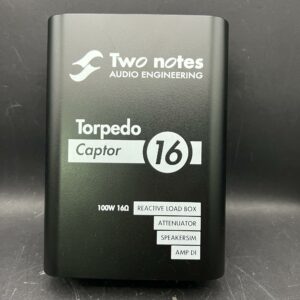 Two notes
AUDIO ENGINEERING
Torpedo
Captor
16
100W 16Ω REACTIVE LOAD BOX
ATTENUATOR
SPEAKERSIM
AMP DI